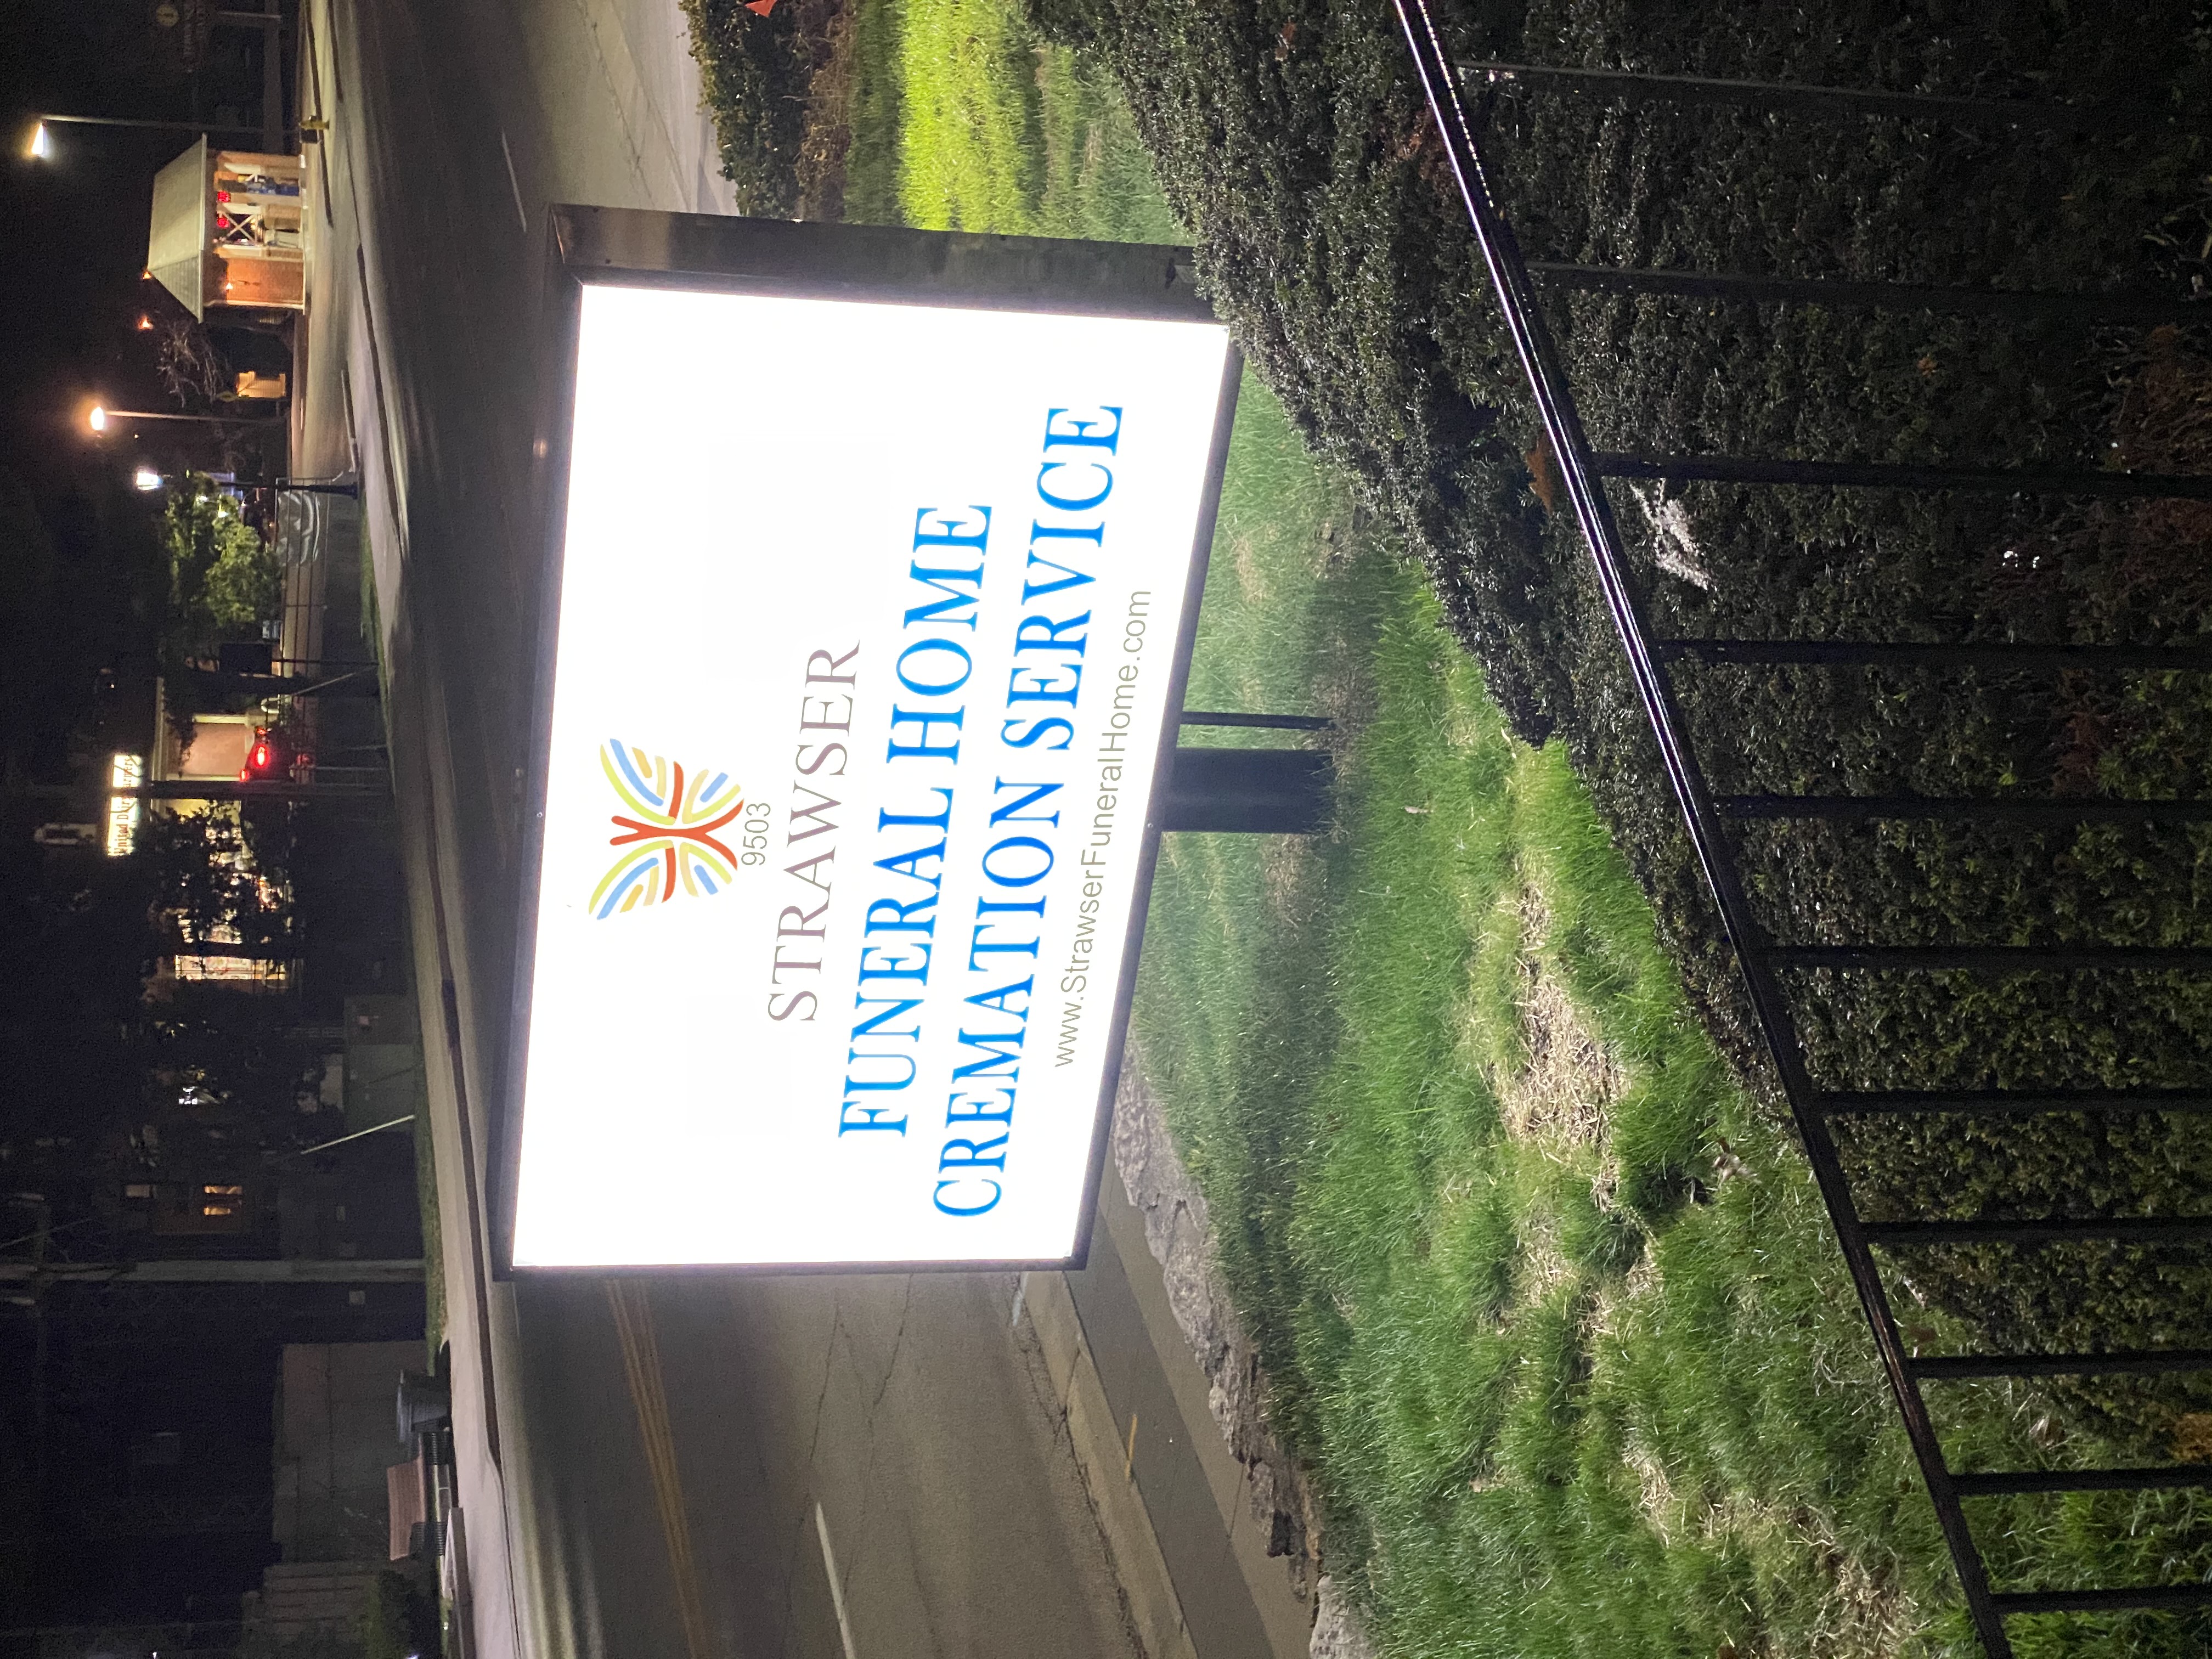 9503
STRAWSER
FUNERAL HOME
CREMATION SERVICE
www.StrawserFuneralHome.com